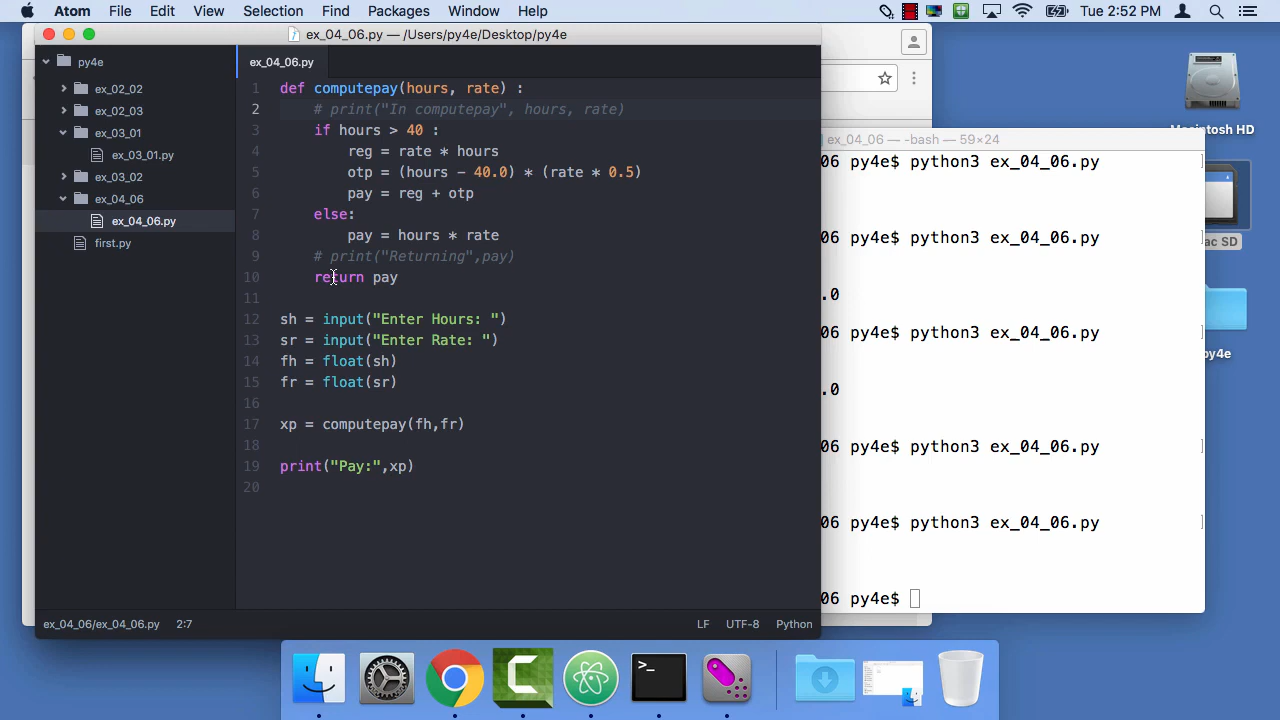 Atom File Edit View Selection Find Packages Window Help Tue 2:52 PM
ex_04_06.py — /Users/py4e/Desktop/py4e
py4e
ex_02_02
ex_02_03
ex_03_01
ex_03_01.py
ex_03_02
ex_04_06
ex_04_06.py
first.py
ex_04_06.py
1 def computepay(hours, rate) :
2 # print("In computepay", hours, rate)
3 if hours > 40 :
4 reg = rate * hours
5 otp = (hours - 40.0) * (rate * 0.5)
6 pay = reg + otp
7 else:
8 pay = hours * rate
9 # print("Returning",pay)
10 return pay
11
12 sh = input("Enter Hours: ")
13 sr = input("Enter Rate: ")
14 fh = float(sh)
15 fr = float(sr)
16
17 xp = computepay(fh,fr)
18
19 print("Pay:",xp)
20
ex_04_06/ex_04_06.py 2:7 LF UTF-8 Python
ex_04_06 — -bash — 59×24
06 py4e$ python3 ex_04_06.py
06 py4e$ python3 ex_04_06.py
.0
06 py4e$ python3 ex_04_06.py
.0
06 py4e$ python3 ex_04_06.py
06 py4e$ python3 ex_04_06.py
06 py4e$
Macintosh HD
ac SD
py4e
>_